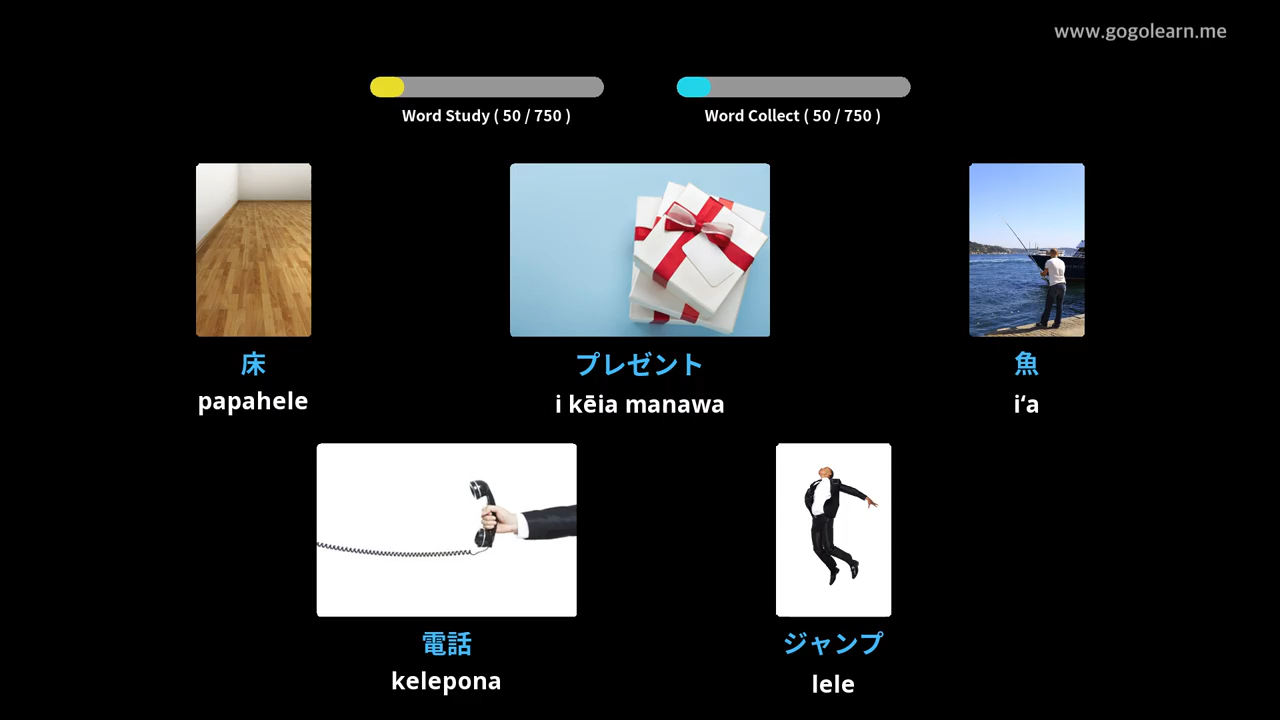 www.gogolearn.me
Word Study ( 50 / 750 )
Word Collect ( 50 / 750 )
床
papahele
プレゼント
i kēia manawa
魚
iʻa
電話
kelepona
ジャンプ
lele